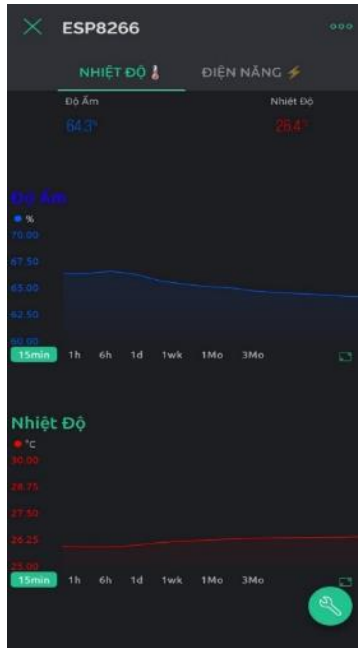 ESP8266
NHIỆT ĐỘ🌡 ĐIỆN NĂNG⚡
Độ Ẩm Nhiệt Độ
64.3% 26.4°
Độ Ẩm
%
70.00
67.50
65.00
62.50
60.00
15min 1h 6h 1d 1wk 1Mo 3Mo
Nhiệt Độ
°C
30.00
28.75
27.50
26.25
25.00
15min 1h 6h 1d 1wk 1Mo 3Mo